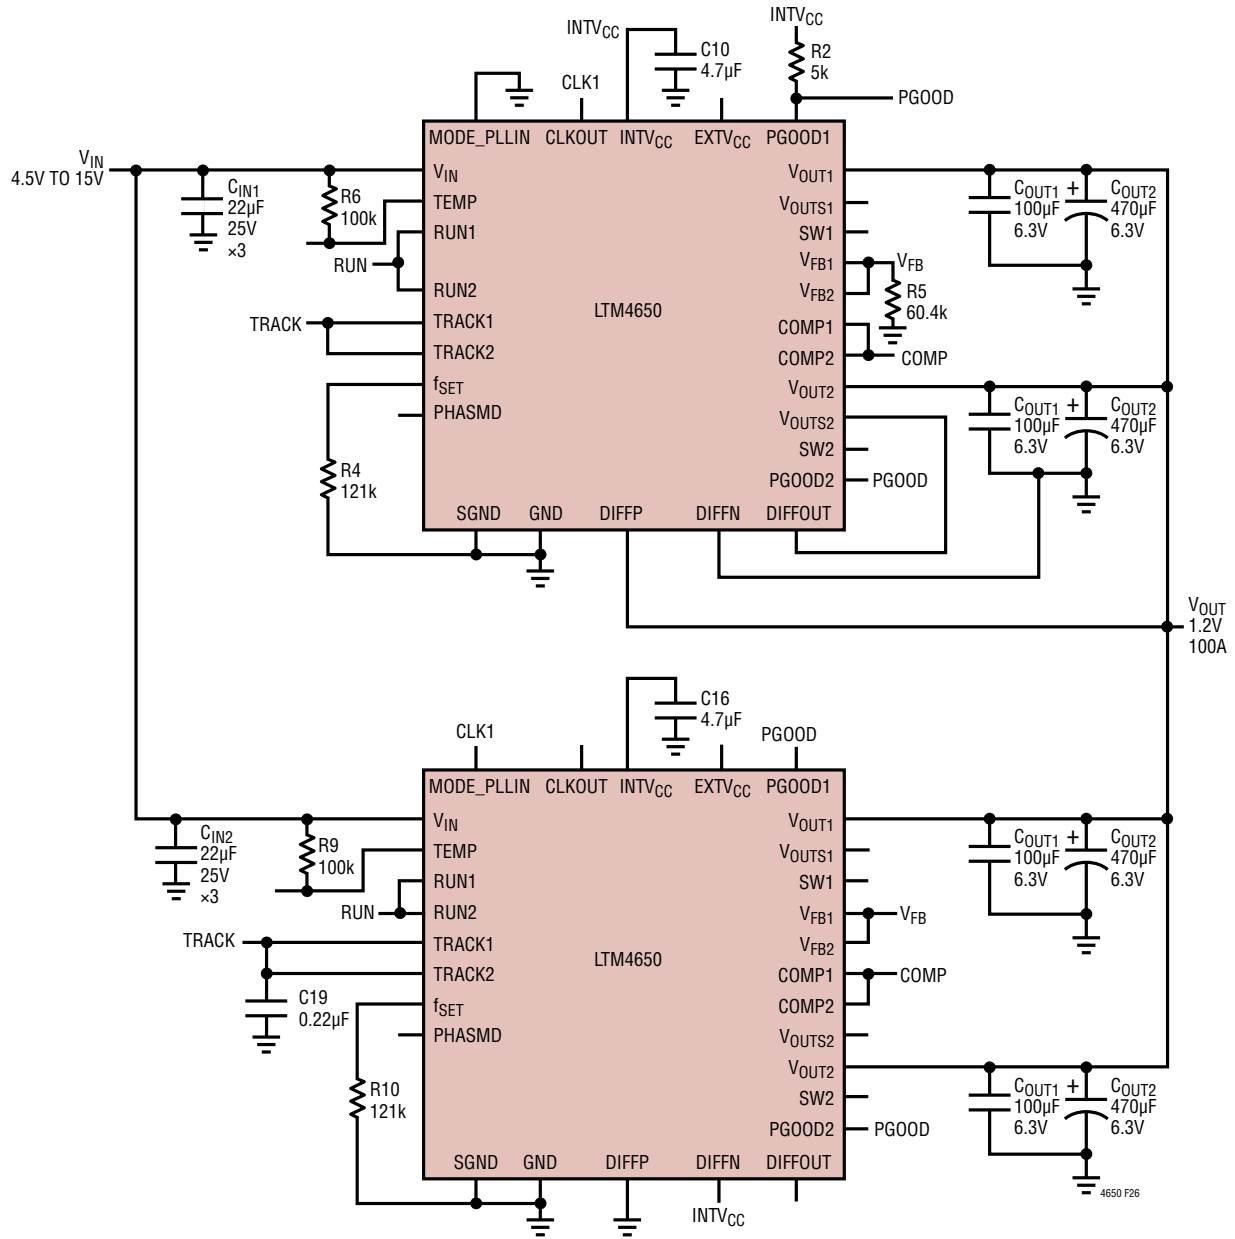 INTVCC
C10
4.7µF
INTVCC
R2
5k
CLK1
PGOOD
MODE_PLLIN CLKOUT INTVCC EXTVCC PGOOD1
VIN
4.5V TO 15V
CIN1
22µF
25V
×3
R6
100k
VIN
TEMP
RUN1
RUN
RUN2
TRACK
TRACK1
TRACK2
fSET
PHASMD
R4
121k
LTM4650
VOUT1
VOUTS1
SW1
VFB1
VFB
VFB2
R5
60.4k
COMP1
COMP2
COMP
VOUT2
VOUTS2
SW2
PGOOD2
PGOOD
COUT1
100µF
6.3V
+
COUT2
470µF
6.3V
COUT1
100µF
6.3V
+
COUT2
470µF
6.3V
SGND GND DIFFP DIFFN DIFFOUT
VOUT
1.2V
100A
C16
4.7µF
CLK1
PGOOD
MODE_PLLIN CLKOUT INTVCC EXTVCC PGOOD1
CIN2
22µF
25V
×3
R9
100k
VIN
TEMP
RUN1
RUN
RUN2
TRACK
TRACK1
TRACK2
C19
0.22µF
fSET
PHASMD
R10
121k
LTM4650
VOUT1
VOUTS1
SW1
VFB1
VFB
VFB2
COMP1
COMP
COMP2
VOUTS2
VOUT2
SW2
PGOOD2
PGOOD
COUT1
100µF
6.3V
+
COUT2
470µF
6.3V
COUT1
100µF
6.3V
+
COUT2
470µF
6.3V
SGND GND DIFFP DIFFN DIFFOUT
INTVCC
4650 F26